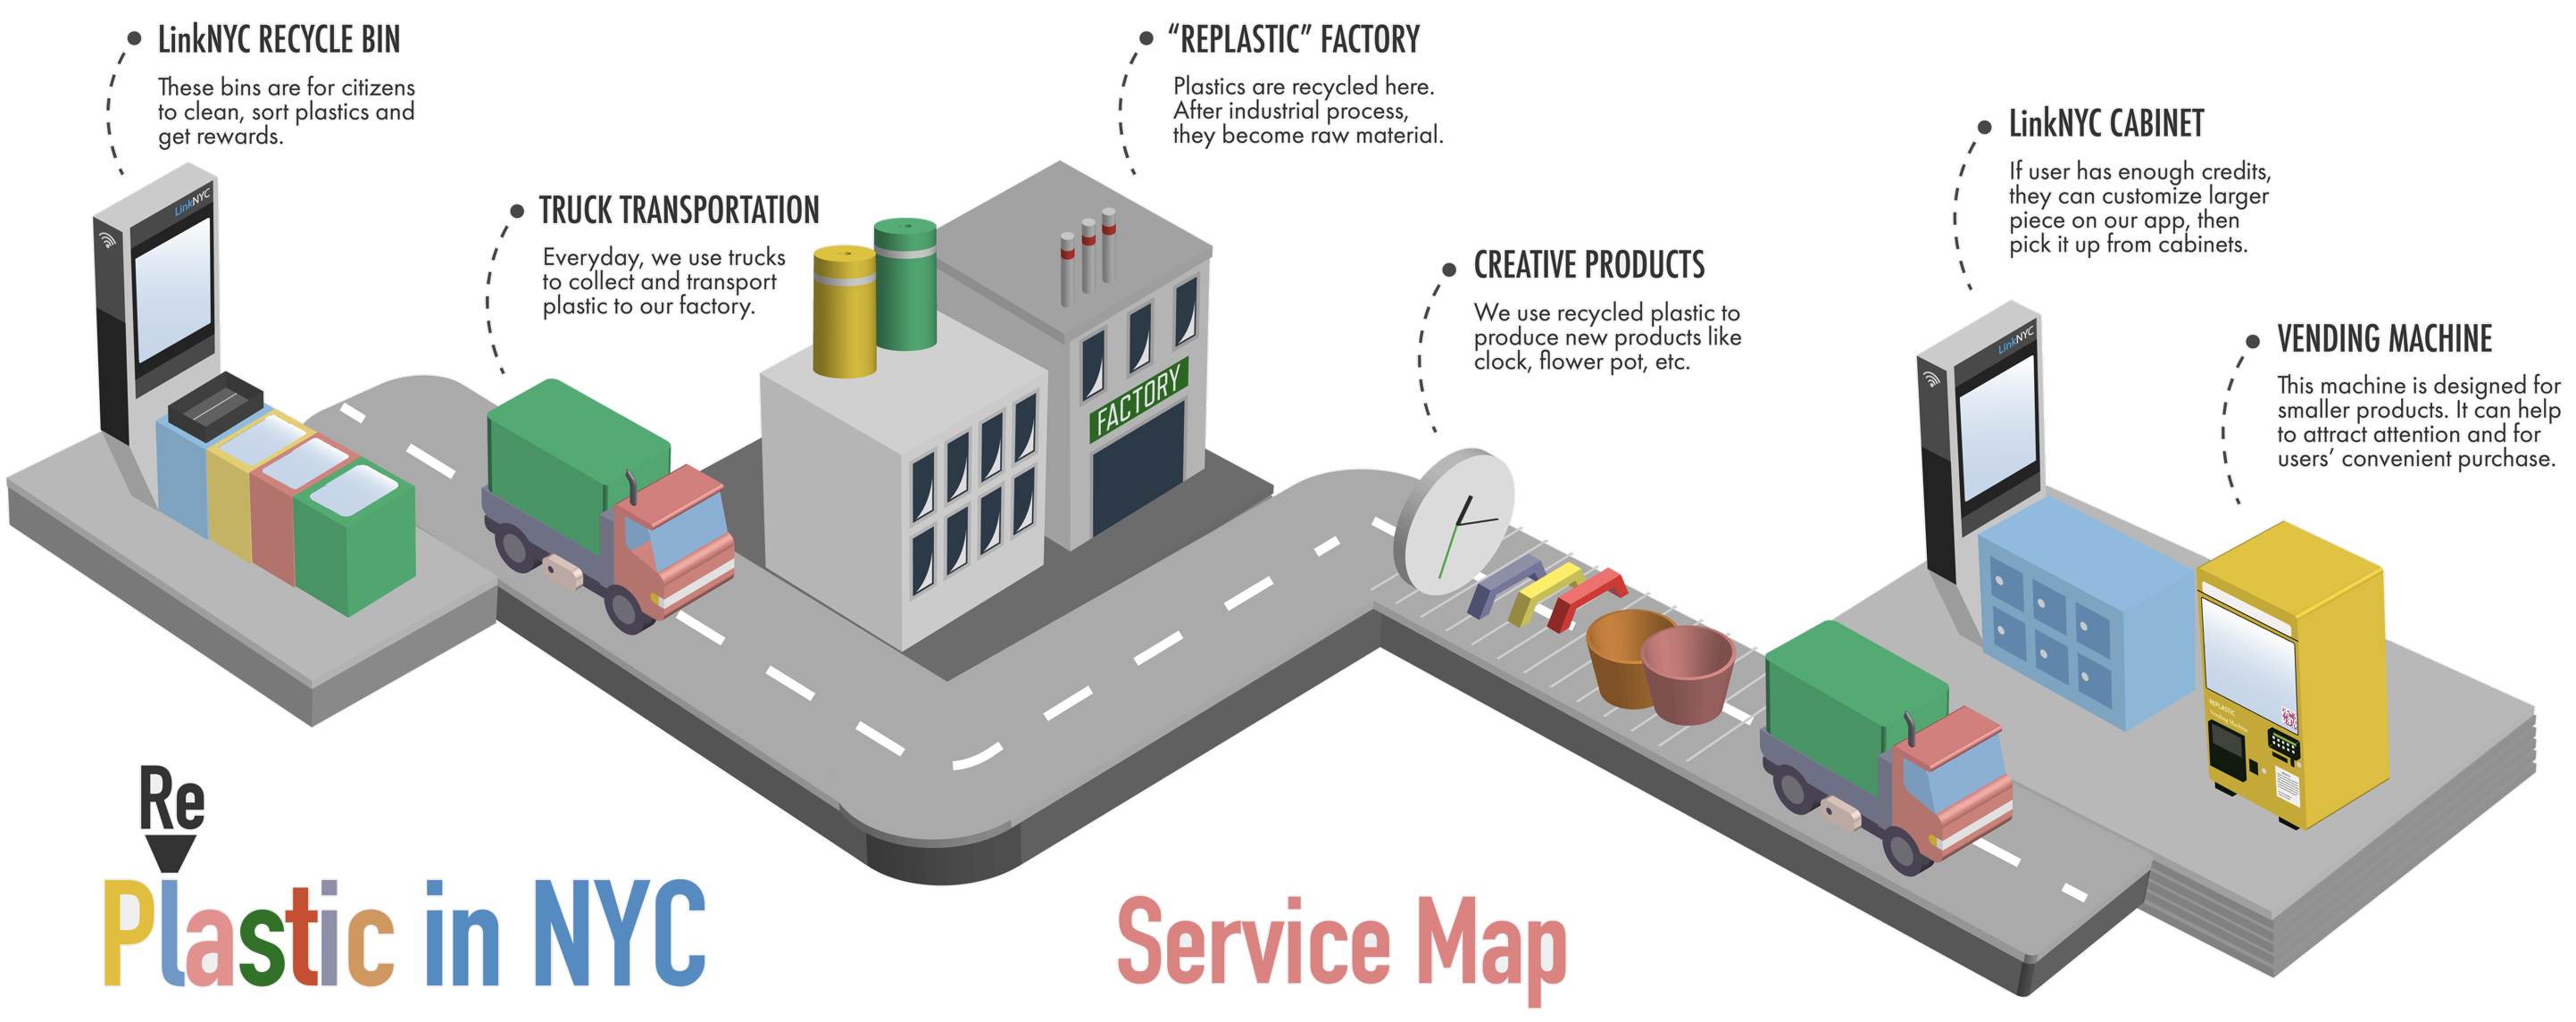 LinkNYC RECYCLE BIN
These bins are for citizens
to clean, sort plastics and
get rewards.
TRUCK TRANSPORTATION
Everyday, we use trucks
to collect and transport
plastic to our factory.
“REPLASTIC” FACTORY
Plastics are recycled here.
After industrial process,
they become raw material.
CREATIVE PRODUCTS
We use recycled plastic to
produce new products like
clock, flower pot, etc.
LinkNYC CABINET
If user has enough credits,
they can customize larger
piece on our app, then
pick it up from cabinets.
VENDING MACHINE
This machine is designed for
smaller products. It can help
to attract attention and for
users’ convenient purchase.
LinkNYC
FACTORY
LinkNYC
REPLASTIC
Vending Machine
Re
Plastic in NYC
Service Map